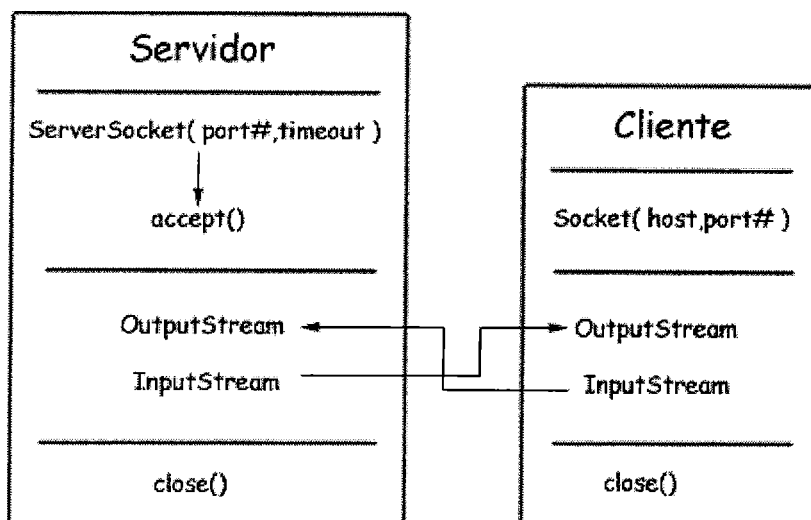 Servidor
ServerSocket( port#,timeout )
accept()
OutputStream
InputStream
close()
Cliente
Socket( host,port# )
OutputStream
InputStream
close()